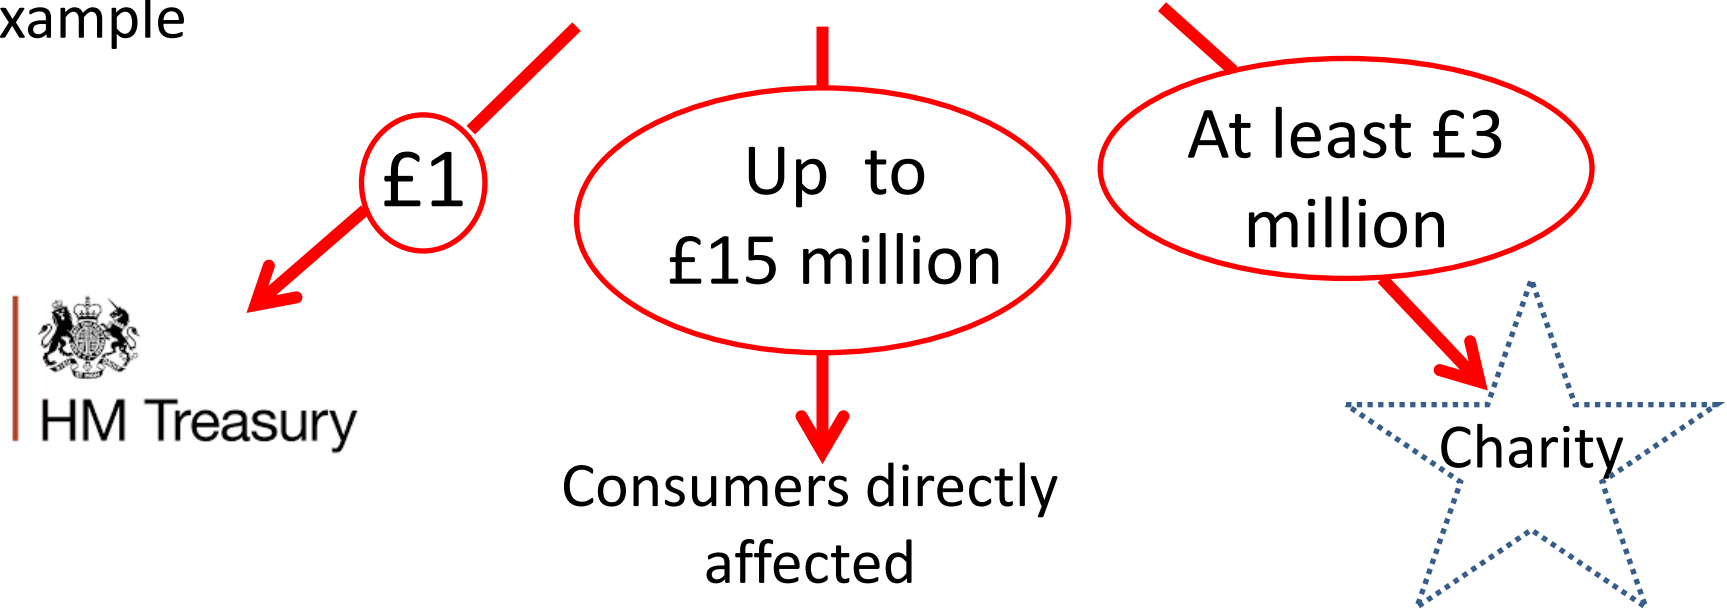 xample
£1
Up to
£15 million
At least £3
million
HM Treasury
Charity
Consumers directly
affected